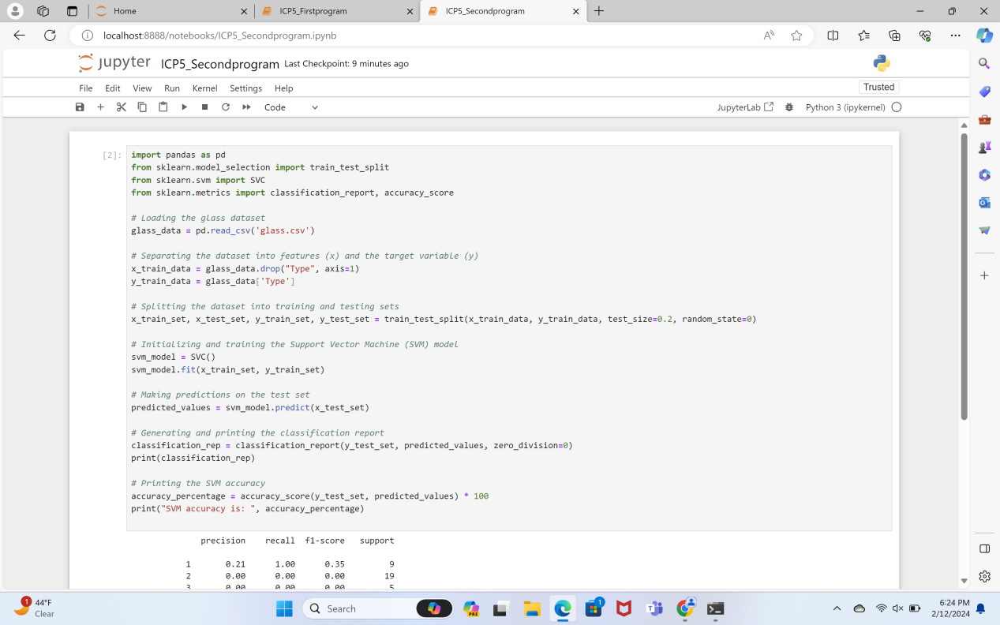 Home
ICP5_Firstprogram
ICP5_Secondprogram
localhost:8888/notebooks/ICP5_Secondprogram.ipynb
jupyter ICP5_Secondprogram Last Checkpoint: 9 minutes ago
File Edit View Run Kernel Settings Help
Trusted
Code
JupyterLab
Python 3 (ipykernel)
[2]:
import pandas as pd
from sklearn.model_selection import train_test_split
from sklearn.svm import SVC
from sklearn.metrics import classification_report, accuracy_score
# Loading the glass dataset
glass_data = pd.read_csv('glass.csv')
# Separating the dataset into features (x) and the target variable (y)
x_train_data = glass_data.drop("Type", axis=1)
y_train_data = glass_data['Type']
# Splitting the dataset into training and testing sets
x_train_set, x_test_set, y_train_set, y_test_set = train_test_split(x_train_data, y_train_data, test_size=0.2, random_state=0)
# Initializing and training the Support Vector Machine (SVM) model
svm_model = SVC()
svm_model.fit(x_train_set, y_train_set)
# Making predictions on the test set
predicted_values = svm_model.predict(x_test_set)
# Generating and printing the classification report
classification_rep = classification_report(y_test_set, predicted_values, zero_division=0)
print(classification_rep)
# Printing the SVM accuracy
accuracy_percentage = accuracy_score(y_test_set, predicted_values) * 100
print("SVM accuracy is: ", accuracy_percentage)
precision recall f1-score support
1 0.21 1.00 0.35 9
2 0.00 0.00 0.00 19
3 0.00 0.00 0.00 5
1
44°F
Clear
Search
PRE
1
6:24 PM
2/12/2024